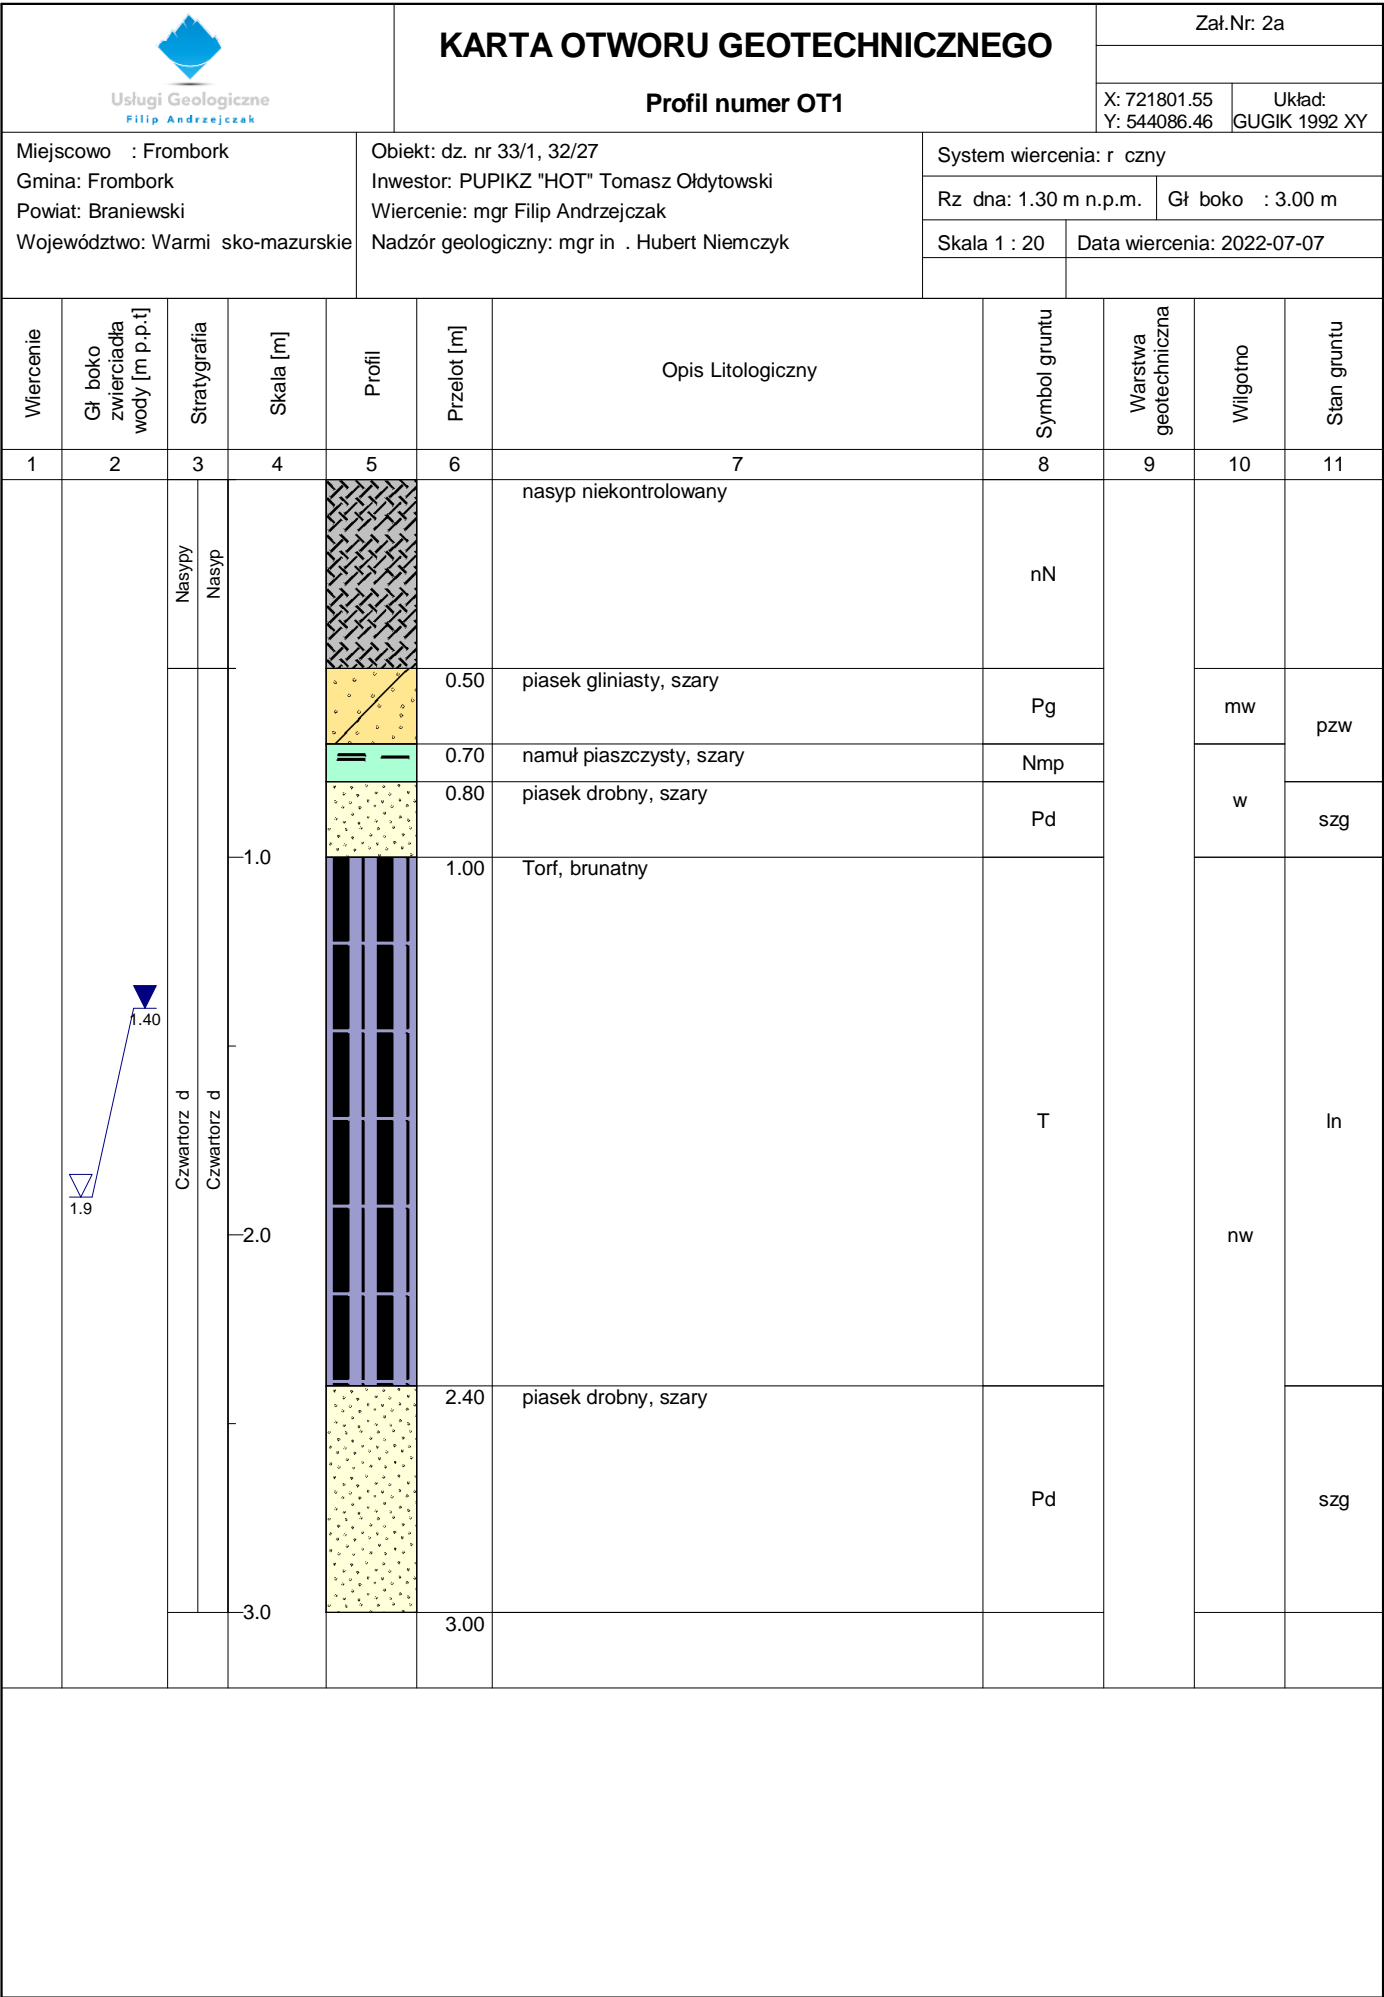 Usługi Geologiczne
Filip Andrzejczak
KARTA OTWORU GEOTECHNICZNEGO
Profil numer OT1
Zał.Nr: 2a
X: 721801.55
Y: 544086.46
Układ:
GUGIK 1992 XY
Miejscowo : Frombork
Gmina: Frombork
Powiat: Braniewski
Województwo: Warmi sko-mazurskie
Obiekt: dz. nr 33/1, 32/27
Inwestor: PUPIKZ "HOT" Tomasz Ołdytowski
Wiercenie: mgr Filip Andrzejczak
Nadzór geologiczny: mgr in . Hubert Niemczyk
System wiercenia: r czny
Rz dna: 1.30 m n.p.m.
Gł boko : 3.00 m
Skala 1 : 20
Data wiercenia: 2022-07-07
Wiercenie
Gł boko
zwierciadła
wody [m p.p.t]
Stratygrafia
Skala [m]
Profil
Przelot [m]
Opis Litologiczny
Symbol gruntu
Warstwa
geotechniczna
Wilgotno
Stan gruntu
1 2 3 4 5 6 7 8 9 10 11
nasyp niekontrolowany
Nasypy
Nasyp
nN
0.50 piasek gliniasty, szary
Pg
mw
pzw
0.70 namuł piaszczysty, szary
Nmp
0.80 piasek drobny, szary
w
Pd
szg
1.0
1.00 Torf, brunatny
1.40
Czwartorz d
Czwartorz d
T
ln
1.9
2.0
nw
2.40 piasek drobny, szary
Pd
szg
3.0
3.00